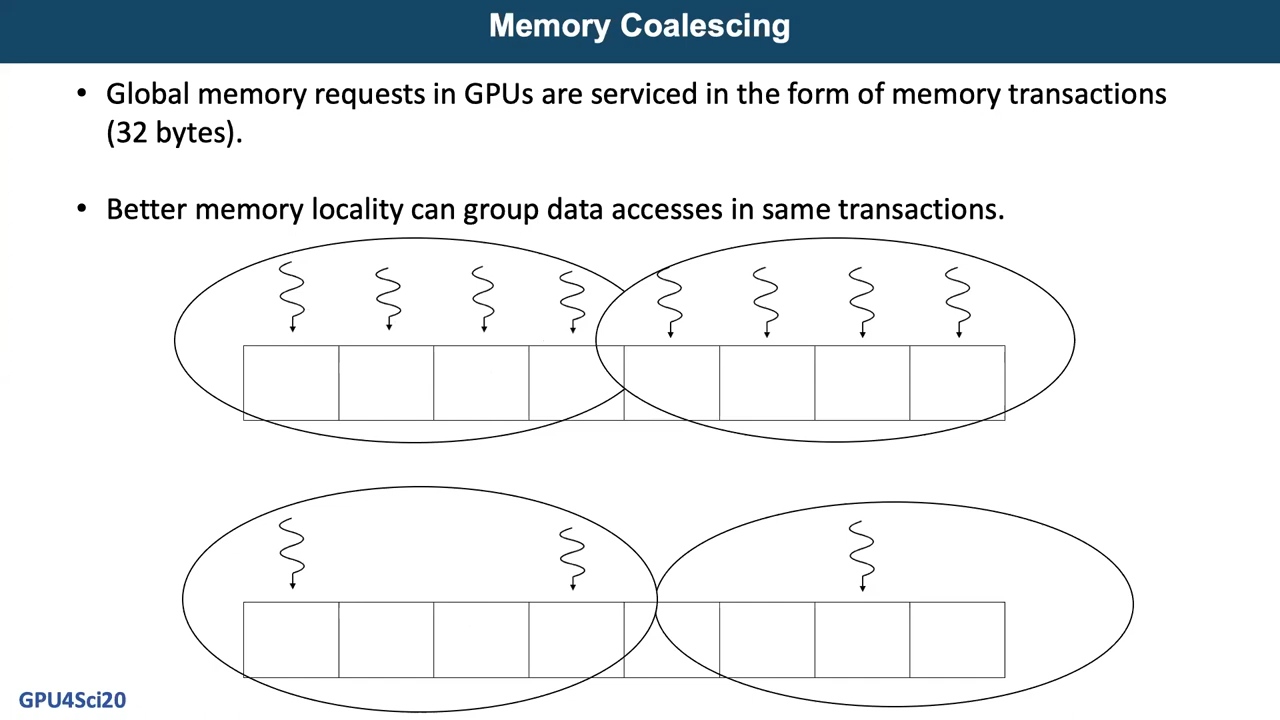 Memory Coalescing
• Global memory requests in GPUs are serviced in the form of memory transactions
(32 bytes).
• Better memory locality can group data accesses in same transactions.
GPU4Sci20